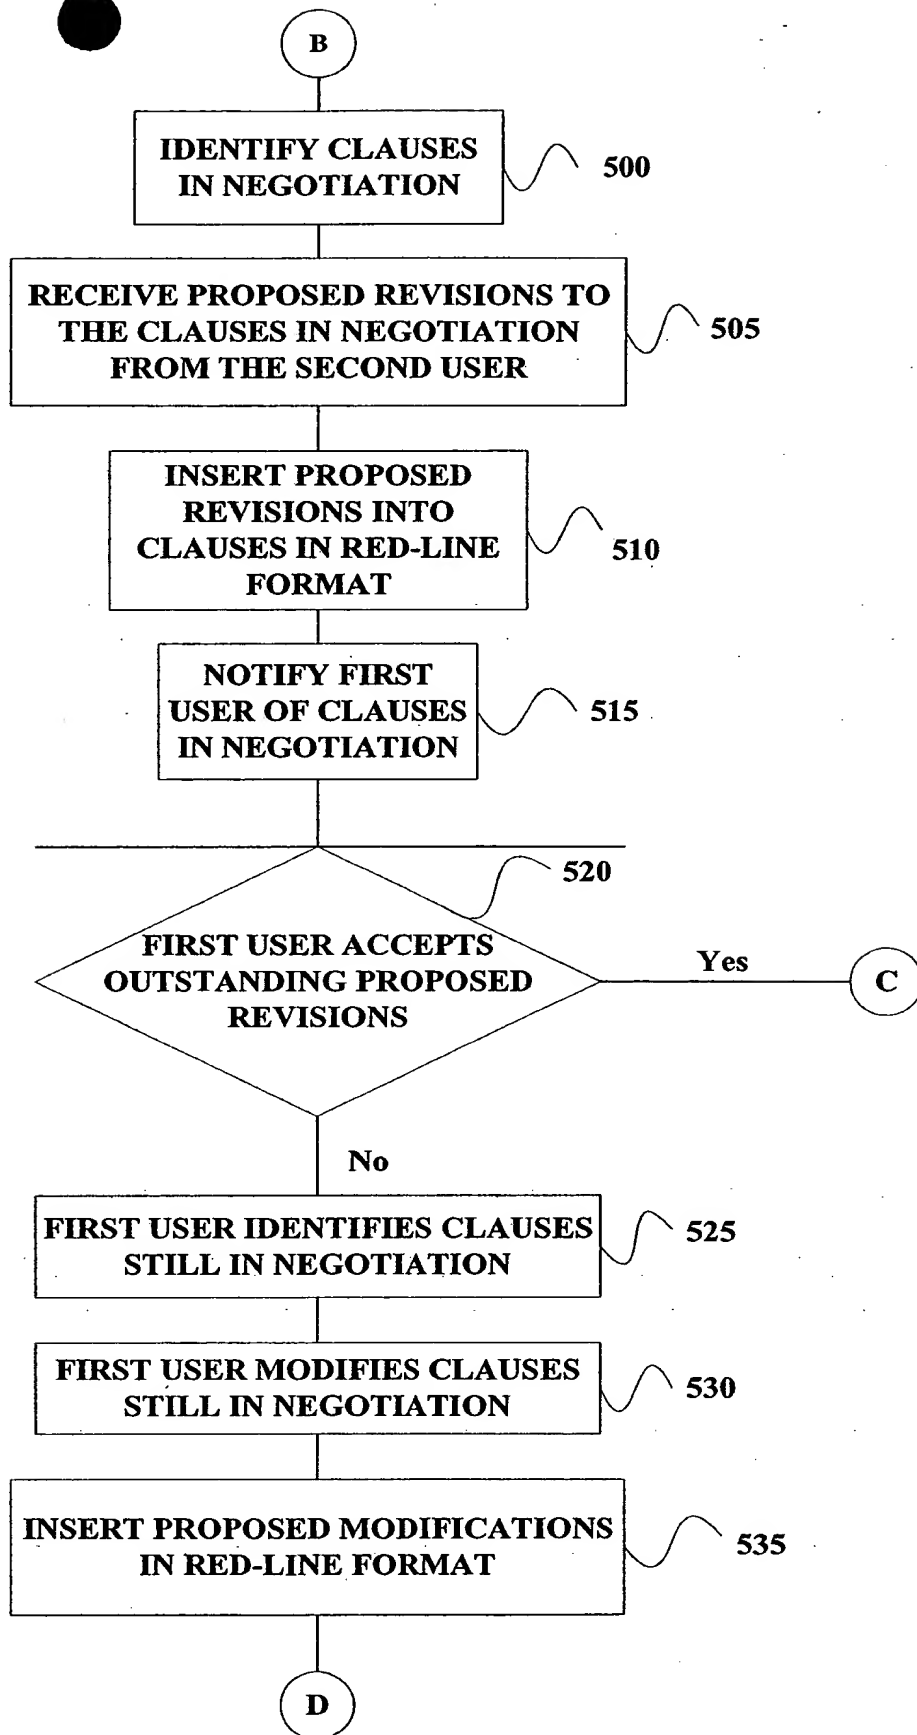 B
IDENTIFY CLAUSES
IN NEGOTIATION
500
RECEIVE PROPOSED REVISIONS TO
THE CLAUSES IN NEGOTIATION
FROM THE SECOND USER
505
INSERT PROPOSED
REVISIONS INTO
CLAUSES IN RED-LINE
FORMAT
510
NOTIFY FIRST
USER OF CLAUSES
IN NEGOTIATION
515
520
FIRST USER ACCEPTS
OUTSTANDING PROPOSED
REVISIONS
Yes
C
No
FIRST USER IDENTIFIES CLAUSES
STILL IN NEGOTIATION
525
FIRST USER MODIFIES CLAUSES
STILL IN NEGOTIATION
530
INSERT PROPOSED MODIFICATIONS
IN RED-LINE FORMAT
535
D